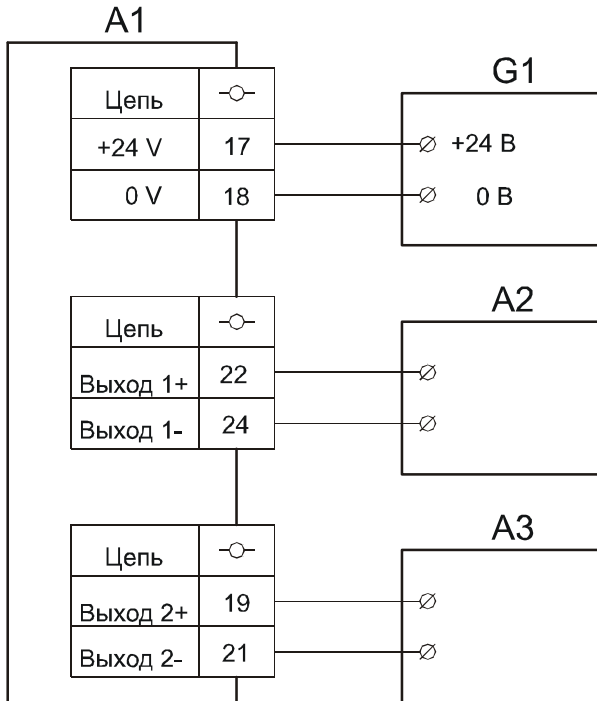 A1
Цепь
+24 V 17
0 V 18
G1
+24 В
0 В
Цепь
Выход 1+ 22
Выход 1- 24
A2
Цепь
Выход 2+ 19
Выход 2- 21
A3